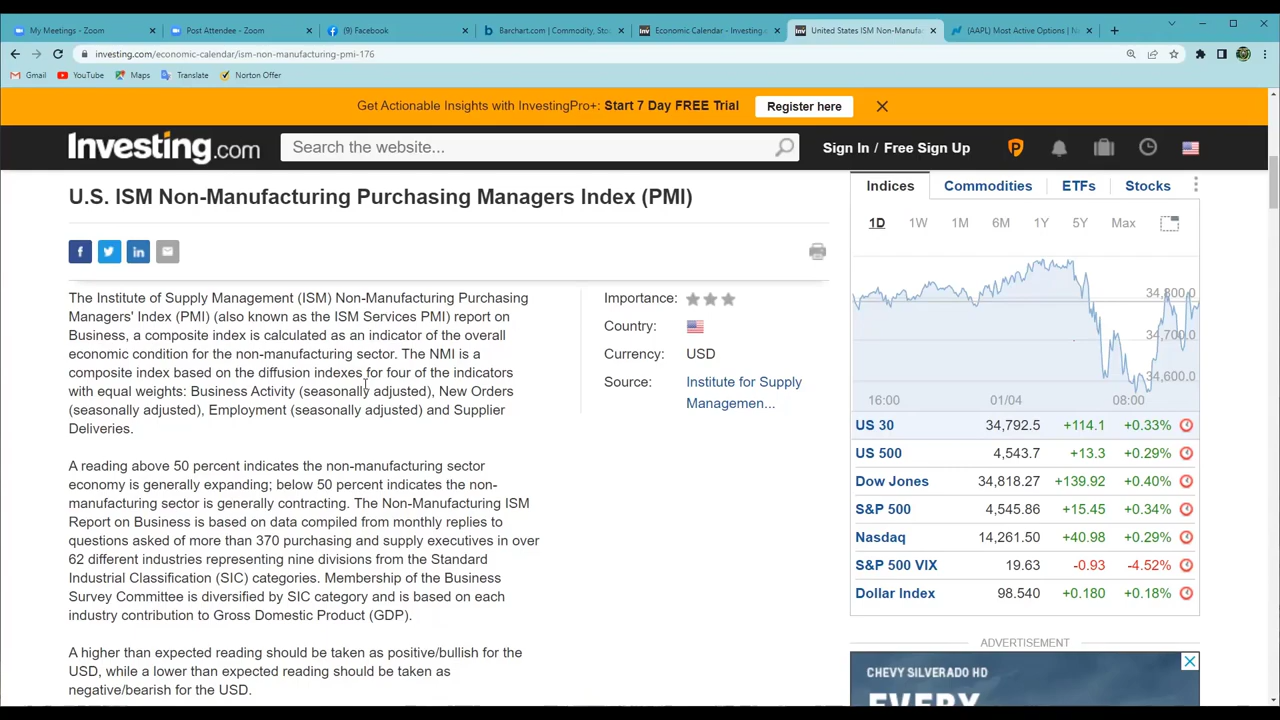 My Meetings - Zoom
Post Attendee - Zoom
(9) Facebook
Barchart.com | Commodity, Sto
Economic Calendar - Investing.c
United States ISM Non-Manufa
(AAPL) Most Active Options | N
investing.com/economic-calendar/ism-non-manufacturing-pmi-176
Gmail
YouTube
Maps
Translate
Norton Offer
Get Actionable Insights with InvestingPro+: Start 7 Day FREE Trial
Register here
Investing.com
Search the website...
Sign In / Free Sign Up
U.S. ISM Non-Manufacturing Purchasing Managers Index (PMI)
The Institute of Supply Management (ISM) Non-Manufacturing Purchasing
Managers' Index (PMI) (also known as the ISM Services PMI) report on
Business, a composite index is calculated as an indicator of the overall
economic condition for the non-manufacturing sector. The NMI is a
composite index based on the diffusion indexes for four of the indicators
with equal weights: Business Activity (seasonally adjusted), New Orders
(seasonally adjusted), Employment (seasonally adjusted) and Supplier
Deliveries.
A reading above 50 percent indicates the non-manufacturing sector
economy is generally expanding; below 50 percent indicates the non-
manufacturing sector is generally contracting. The Non-Manufacturing ISM
Report on Business is based on data compiled from monthly replies to
questions asked of more than 370 purchasing and supply executives in over
62 different industries representing nine divisions from the Standard
Industrial Classification (SIC) categories. Membership of the Business
Survey Committee is diversified by SIC category and is based on each
industry contribution to Gross Domestic Product (GDP).
A higher than expected reading should be taken as positive/bullish for the
USD, while a lower than expected reading should be taken as
negative/bearish for the USD.
Importance:
Country:
Currency: USD
Source: Institute for Supply
Managemen...
Indices Commodities ETFs Stocks
1D 1W 1M 6M 1Y 5Y Max
34,800.0
34,700.0
34,600.0
16:00 01/04 08:00
US 30 34,792.5 +114.1 +0.33%
US 500 4,543.7 +13.3 +0.29%
Dow Jones 34,818.27 +139.92 +0.40%
S&P 500 4,545.86 +15.45 +0.34%
Nasdaq 14,261.50 +40.98 +0.29%
S&P 500 VIX 19.63 -0.93 -4.52%
Dollar Index 98.540 +0.180 +0.18%
ADVERTISEMENT
CHEVY SILVERADO HD
EVERY